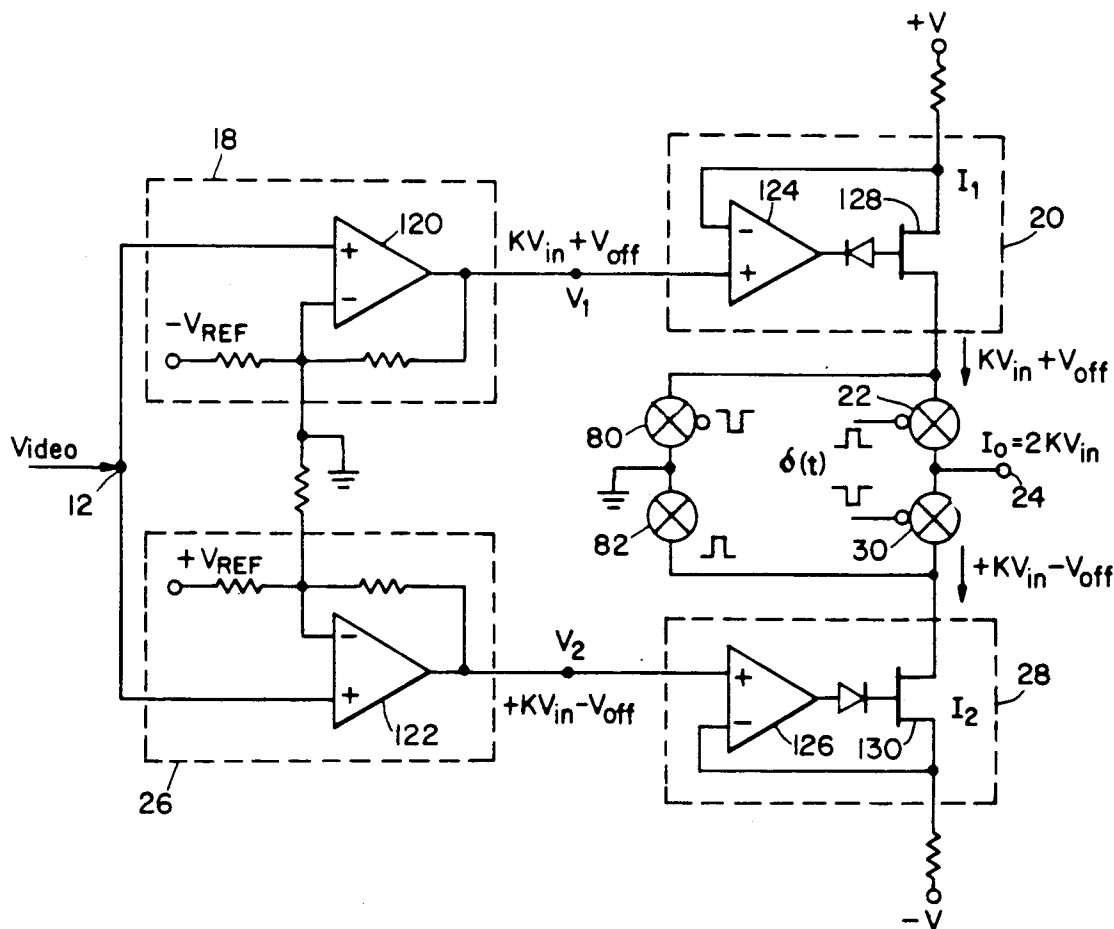 +V
18
120
+
−
−V_REF
KV_in + V_off
V_1
124
−
+
128
I_1
20
KV_in + V_off
22
80
δ(t)
I_o = 2KV_in
24
82
30
+KV_in − V_off
Video
12
+V_REF
−
+
122
V_2
+KV_in − V_off
26
+
−
126
130
I_2
28
−V